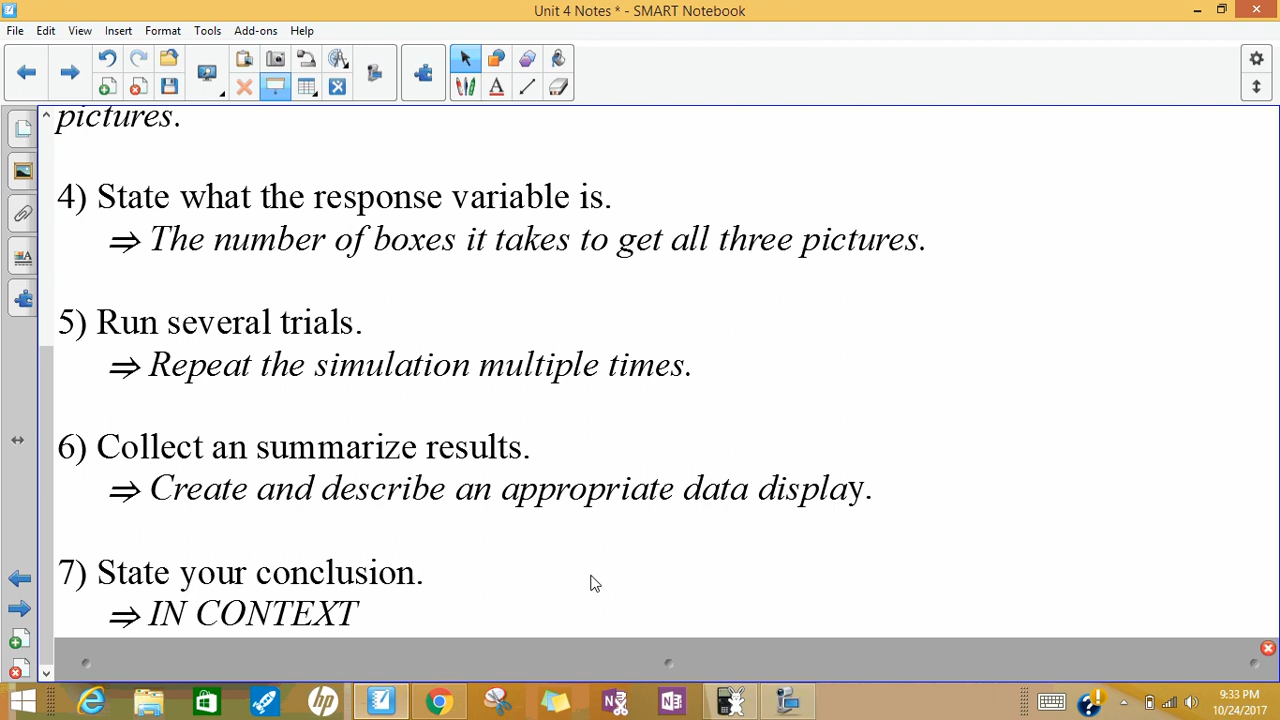 Unit 4 Notes * - SMART Notebook
File Edit View Insert Format Tools Add-ons Help
pictures.
4) State what the response variable is.
⇒ The number of boxes it takes to get all three pictures.
5) Run several trials.
⇒ Repeat the simulation multiple times.
6) Collect an summarize results.
⇒ Create and describe an appropriate data display.
7) State your conclusion.
⇒ IN CONTEXT
9:33 PM
10/24/2017